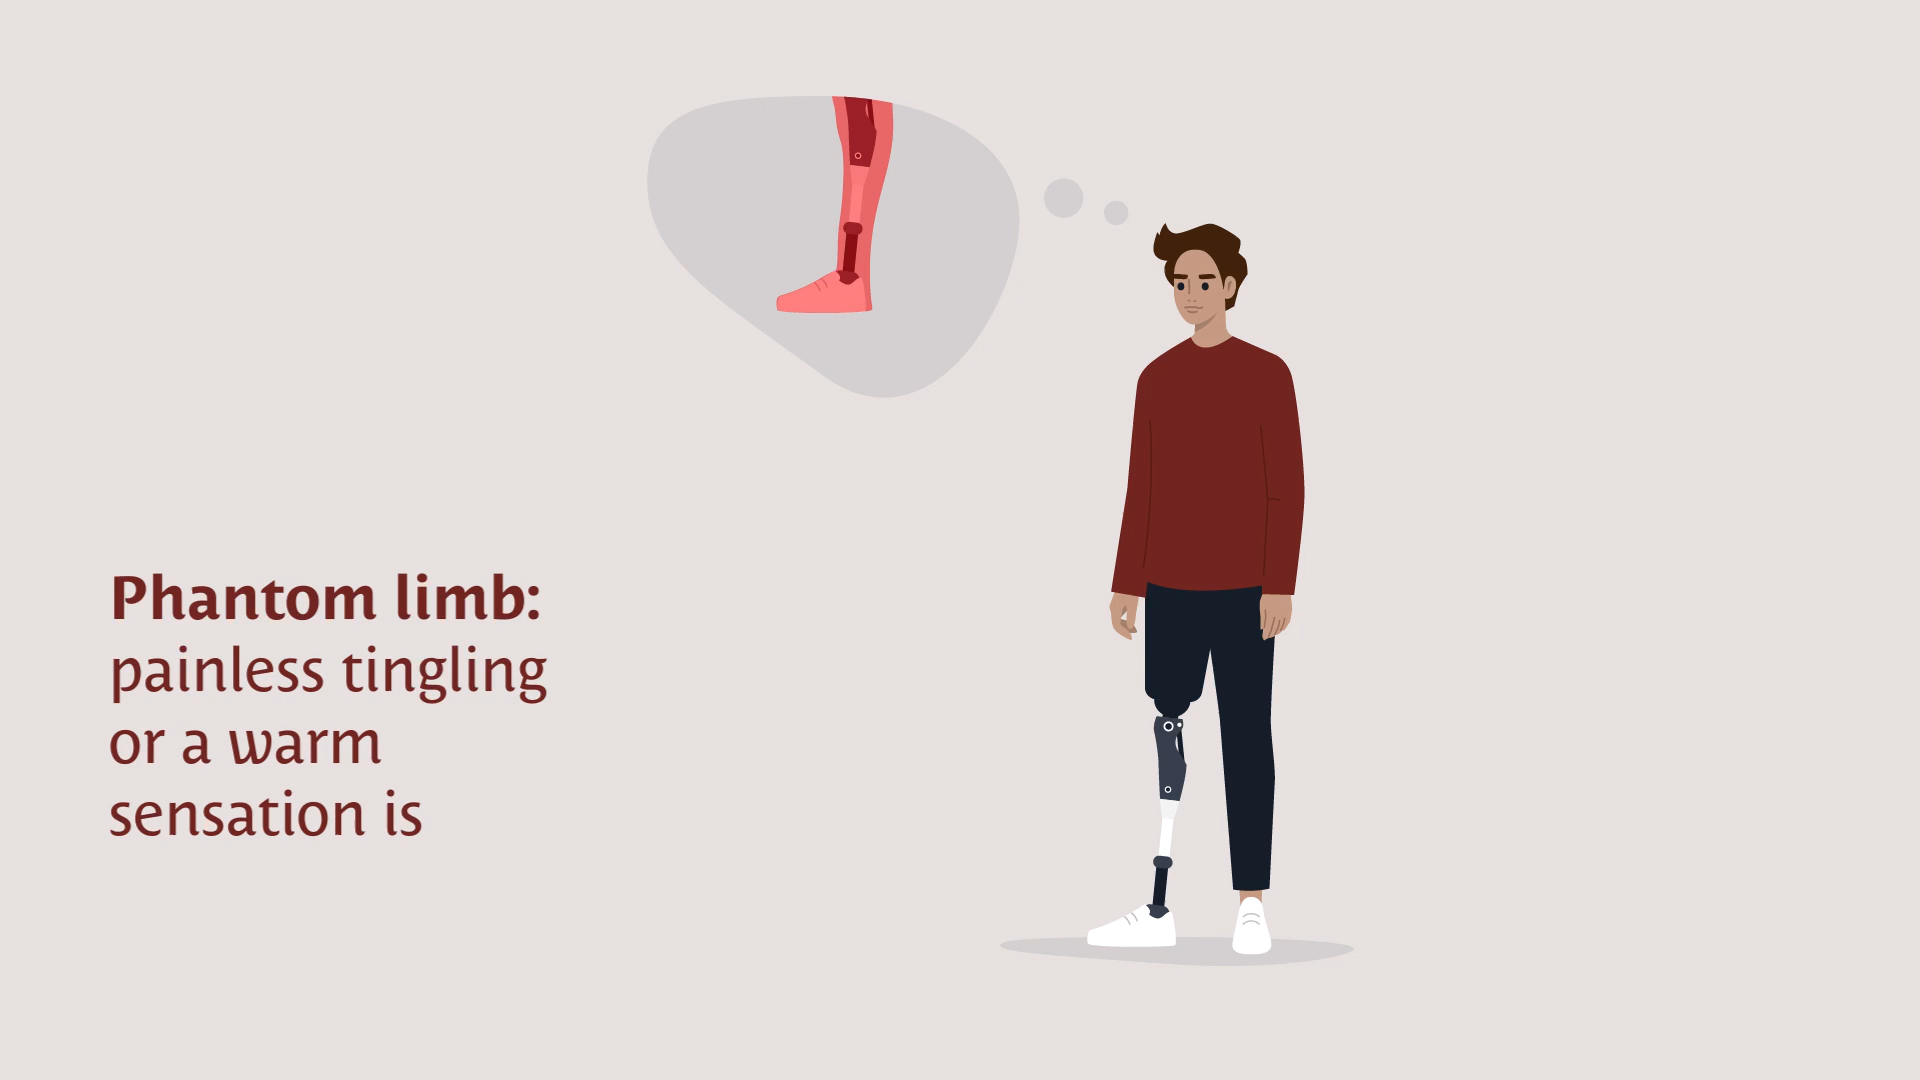 Phantom limb:
painless tingling
or a warm
sensation is